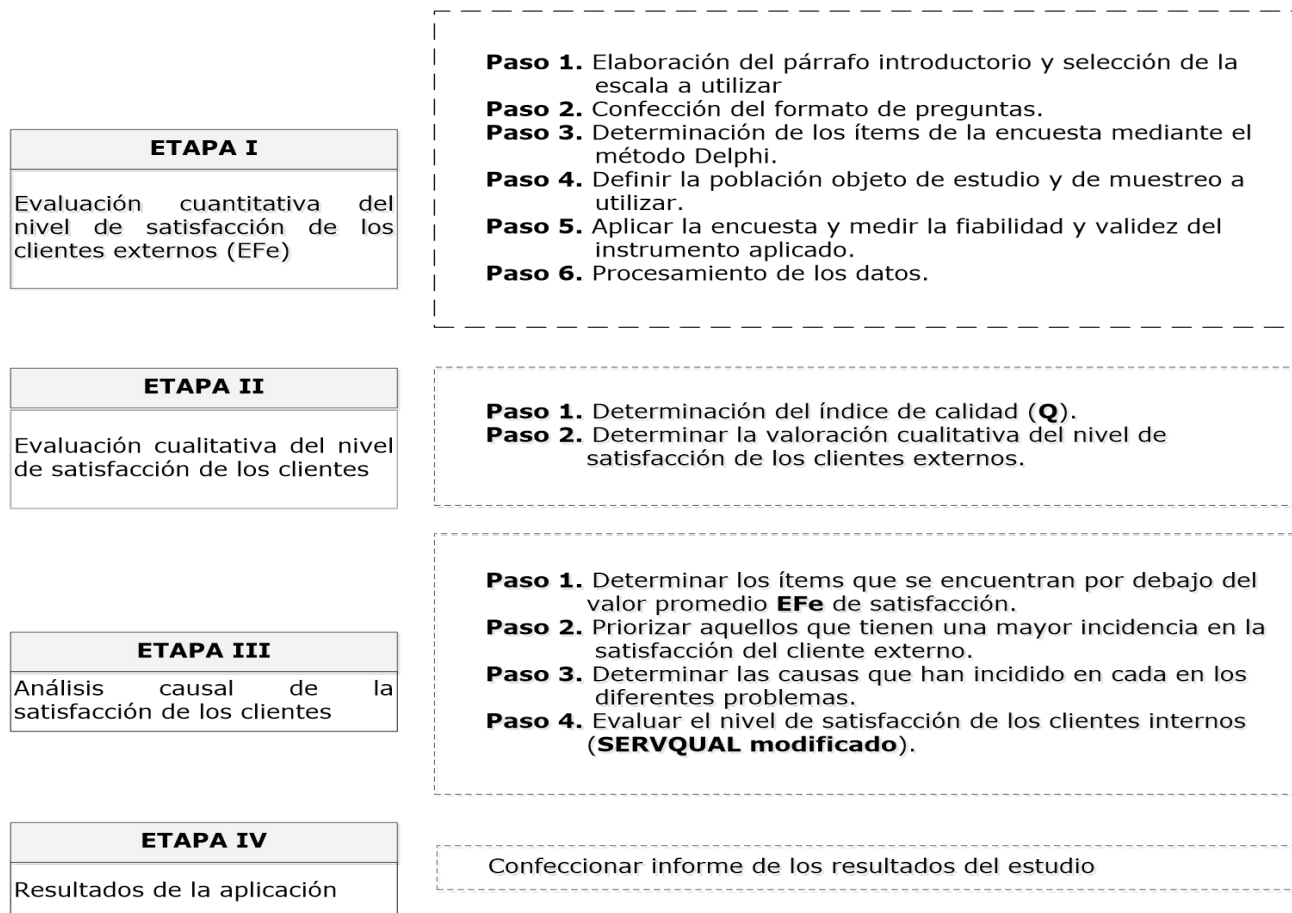 ETAPA I
Evaluación cuantitativa del
nivel de satisfacción de los
clientes externos (EFe)
Paso 1. Elaboración del párrafo introductorio y selección de la
escala a utilizar
Paso 2. Confección del formato de preguntas.
Paso 3. Determinación de los ítems de la encuesta mediante el
método Delphi.
Paso 4. Definir la población objeto de estudio y de muestreo a
utilizar.
Paso 5. Aplicar la encuesta y medir la fiabilidad y validez del
instrumento aplicado.
Paso 6. Procesamiento de los datos.
ETAPA II
Evaluación cualitativa del nivel
de satisfacción de los clientes
Paso 1. Determinación del índice de calidad (Q).
Paso 2. Determinar la valoración cualitativa del nivel de
satisfacción de los clientes externos.
ETAPA III
Análisis causal de la
satisfacción de los clientes
Paso 1. Determinar los ítems que se encuentran por debajo del
valor promedio EFe de satisfacción.
Paso 2. Priorizar aquellos que tienen una mayor incidencia en la
satisfacción del cliente externo.
Paso 3. Determinar las causas que han incidido en cada en los
diferentes problemas.
Paso 4. Evaluar el nivel de satisfacción de los clientes internos
(SERVQUAL modificado).
ETAPA IV
Resultados de la aplicación
Confeccionar informe de los resultados del estudio